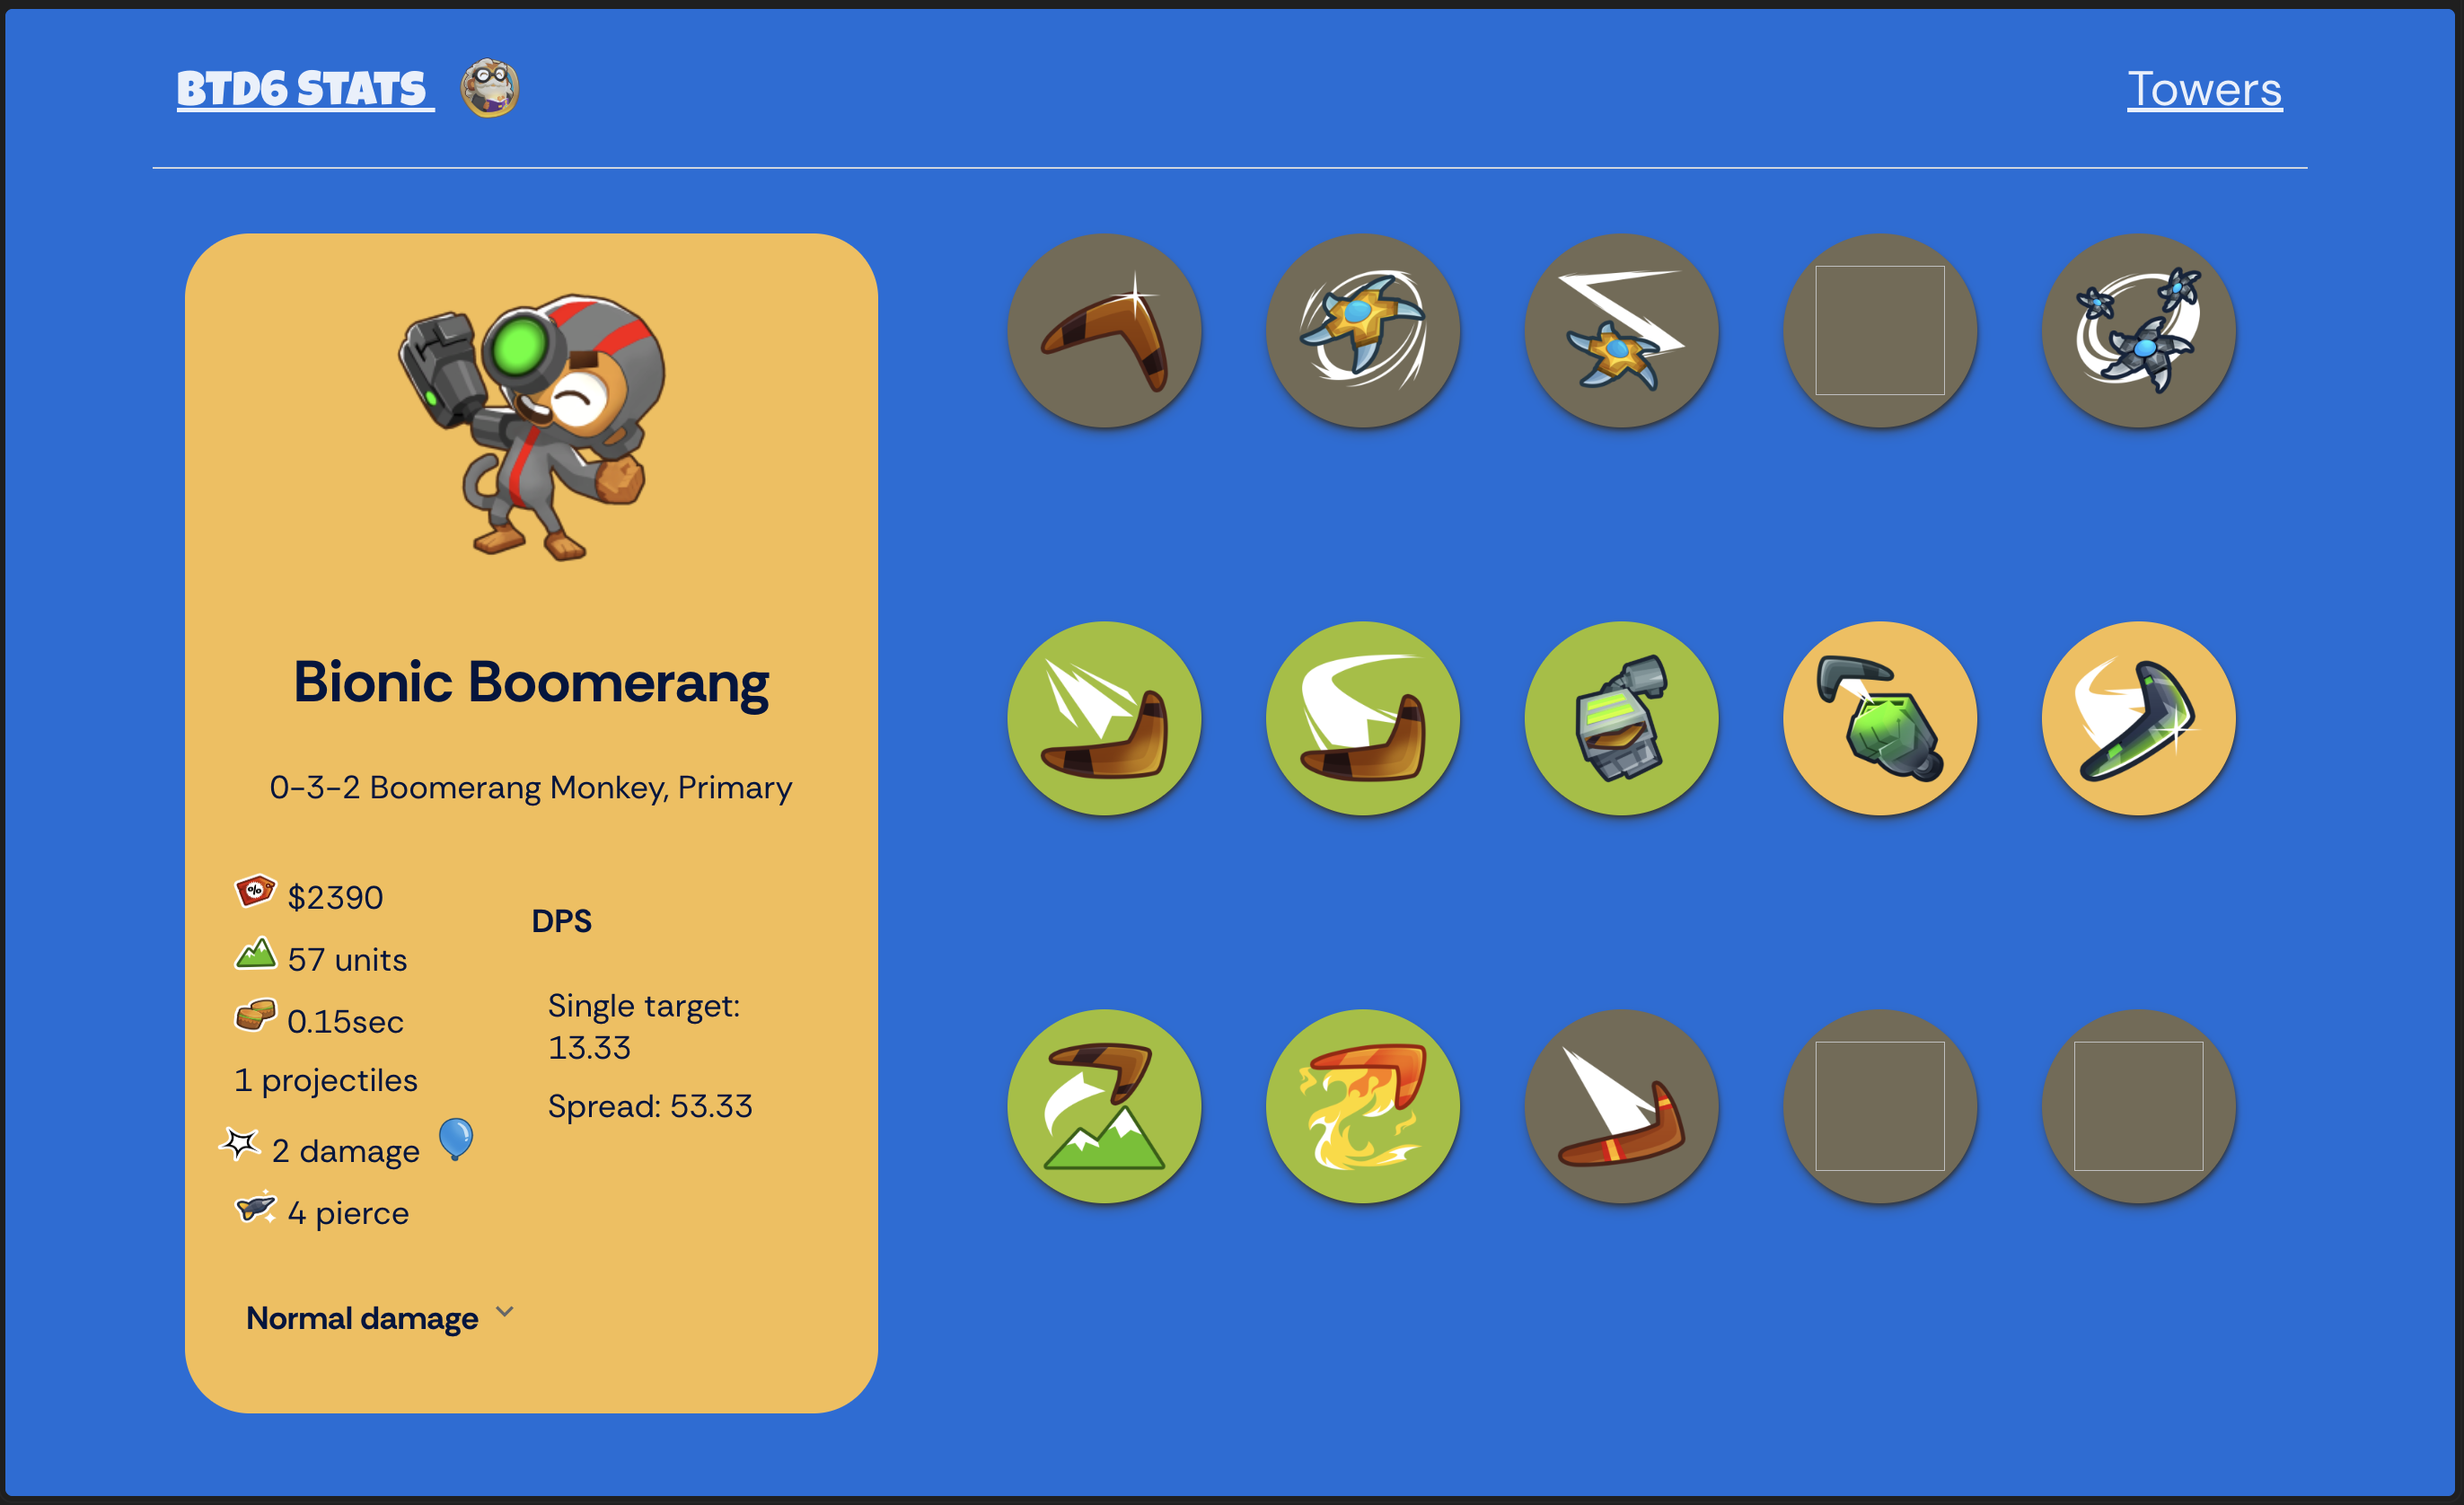 BTD6 STATS
Towers
Bionic Boomerang
0-3-2 Boomerang Monkey, Primary
$2390
57 units
0.15sec
1 projectiles
2 damage
4 pierce
DPS
Single target:
13.33
Spread: 53.33
Normal damage